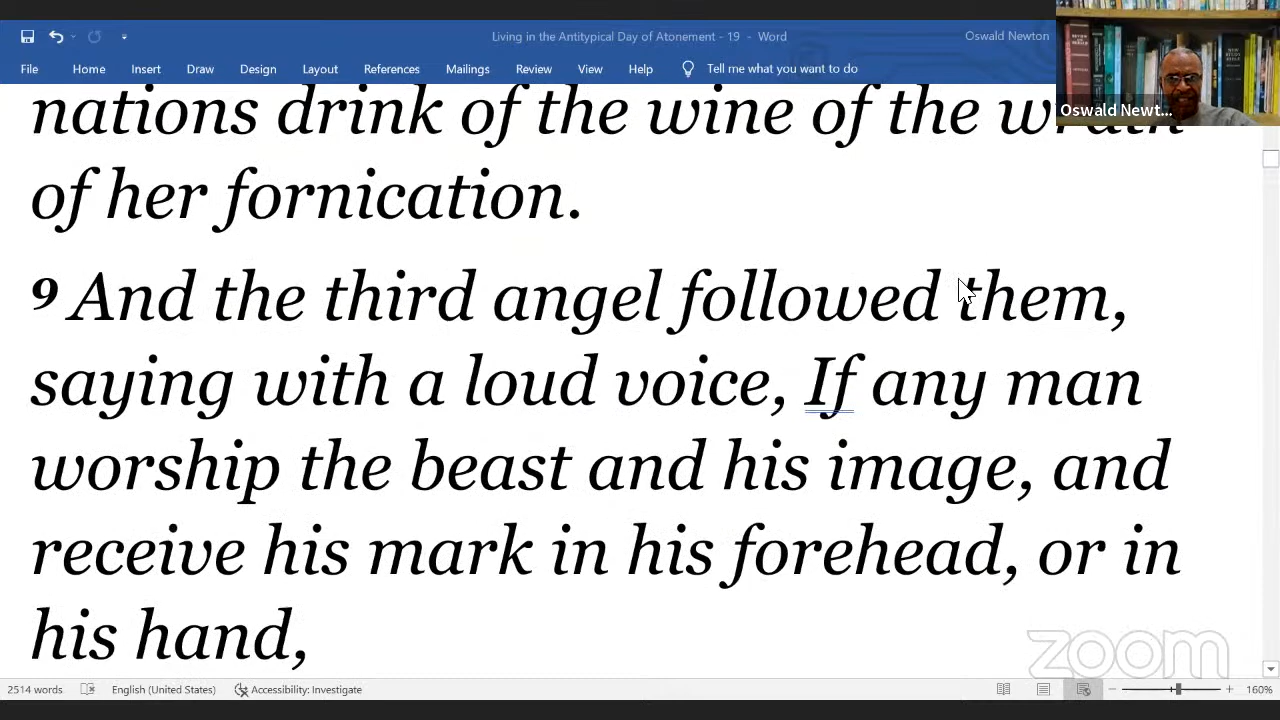 Living in the Antitypical Day of Atonement - 19 - Word
Oswald Newton
File Home Insert Draw Design Layout References Mailings Review View Help Tell me what you want to do
Oswald Newt...
nations drink of the wine of the wrath
of her fornication.
9 And the third angel followed them,
saying with a loud voice, If any man
worship the beast and his image, and
receive his mark in his forehead, or in
his hand,
zoom
2514 words English (United States) Accessibility: Investigate 160%